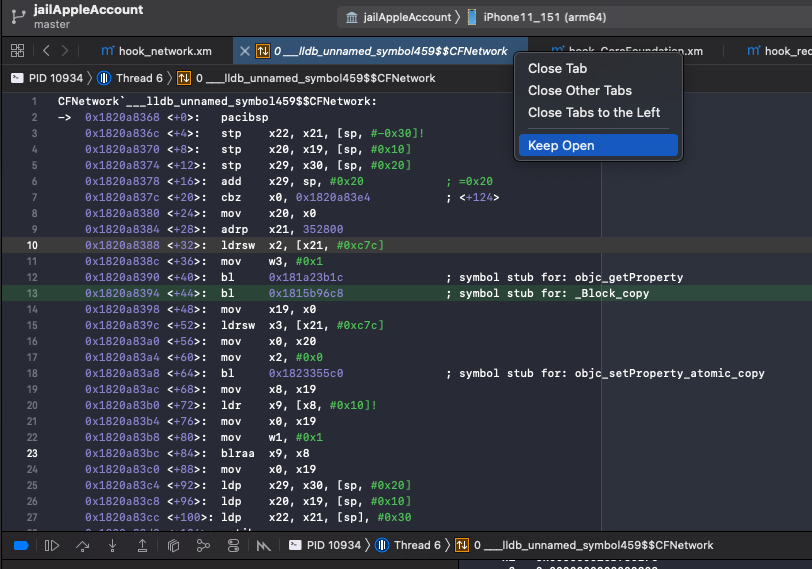 jailAppleAccount
master
jailAppleAccount 〉 iPhone11_151 (arm64)
hook_network.xm
0 ___lldb_unnamed_symbol459$$CFNetwork
hook_CoreFoundation.xm
PID 10934 〉 Thread 6 〉 0 ___lldb_unnamed_symbol459$$CFNetwork
Close Tab
Close Other Tabs
Close Tabs to the Left
Keep Open
1 CFNetwork`___lldb_unnamed_symbol459$$CFNetwork:
2 -> 0x1820a8368 <+0>: pacibsp
3 0x1820a836c <+4>: stp x22, x21, [sp, #-0x30]!
4 0x1820a8370 <+8>: stp x20, x19, [sp, #0x10]
5 0x1820a8374 <+12>: stp x29, x30, [sp, #0x20]
6 0x1820a8378 <+16>: add x29, sp, #0x20 ; =0x20
7 0x1820a837c <+20>: cbz x0, 0x1820a83e4 ; <+124>
8 0x1820a8380 <+24>: mov x20, x0
9 0x1820a8384 <+28>: adrp x21, 352800
10 0x1820a8388 <+32>: ldrsw x2, [x21, #0xc7c]
11 0x1820a838c <+36>: mov w3, #0x1
12 0x1820a8390 <+40>: bl 0x181a23b1c ; symbol stub for: objc_getProperty
13 0x1820a8394 <+44>: bl 0x1815b96c8 ; symbol stub for: _Block_copy
14 0x1820a8398 <+48>: mov x19, x0
15 0x1820a839c <+52>: ldrsw x3, [x21, #0xc7c]
16 0x1820a83a0 <+56>: mov x0, x20
17 0x1820a83a4 <+60>: mov x2, #0x0
18 0x1820a83a8 <+64>: bl 0x1823355c0 ; symbol stub for: objc_setProperty_atomic_copy
19 0x1820a83ac <+68>: mov x8, x19
20 0x1820a83b0 <+72>: ldr x9, [x8, #0x10]!
21 0x1820a83b4 <+76>: mov x0, x19
22 0x1820a83b8 <+80>: mov w1, #0x1
23 0x1820a83bc <+84>: blraa x9, x8
24 0x1820a83c0 <+88>: mov x0, x19
25 0x1820a83c4 <+92>: ldp x29, x30, [sp, #0x20]
26 0x1820a83c8 <+96>: ldp x20, x19, [sp, #0x10]
27 0x1820a83cc <+100>: ldp x22, x21, [sp], #0x30
PID 10934 〉 Thread 6 〉 0 ___lldb_unnamed_symbol459$$CFNetwork